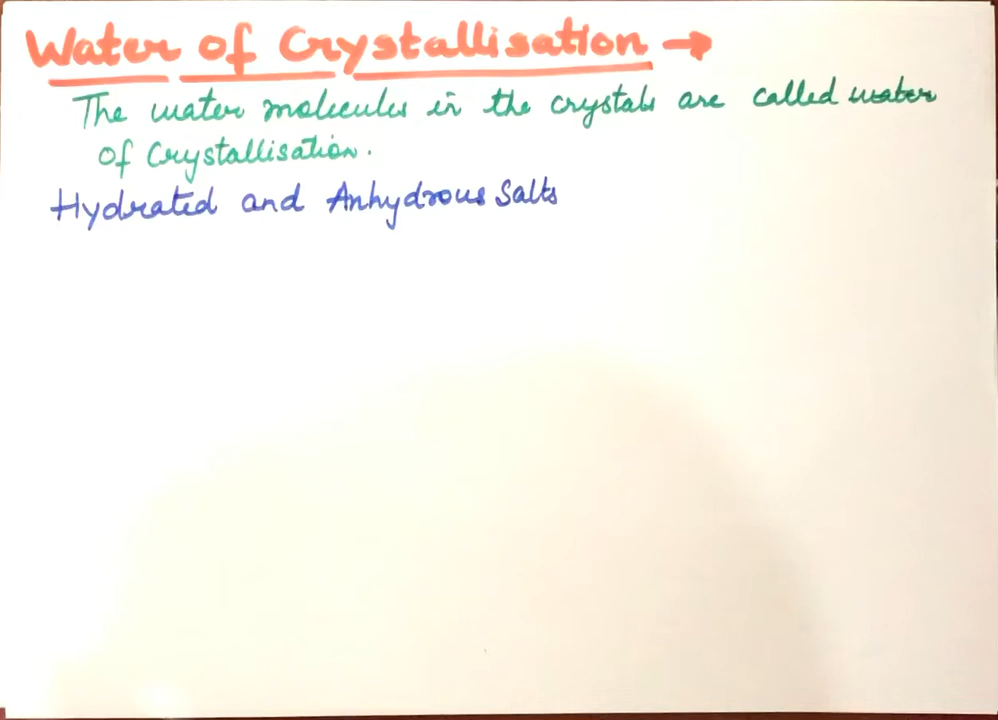 Water of Crystallisation →
The water molecules in the crystals are called water
of Crystallisation.
Hydrated and Anhydrous Salts